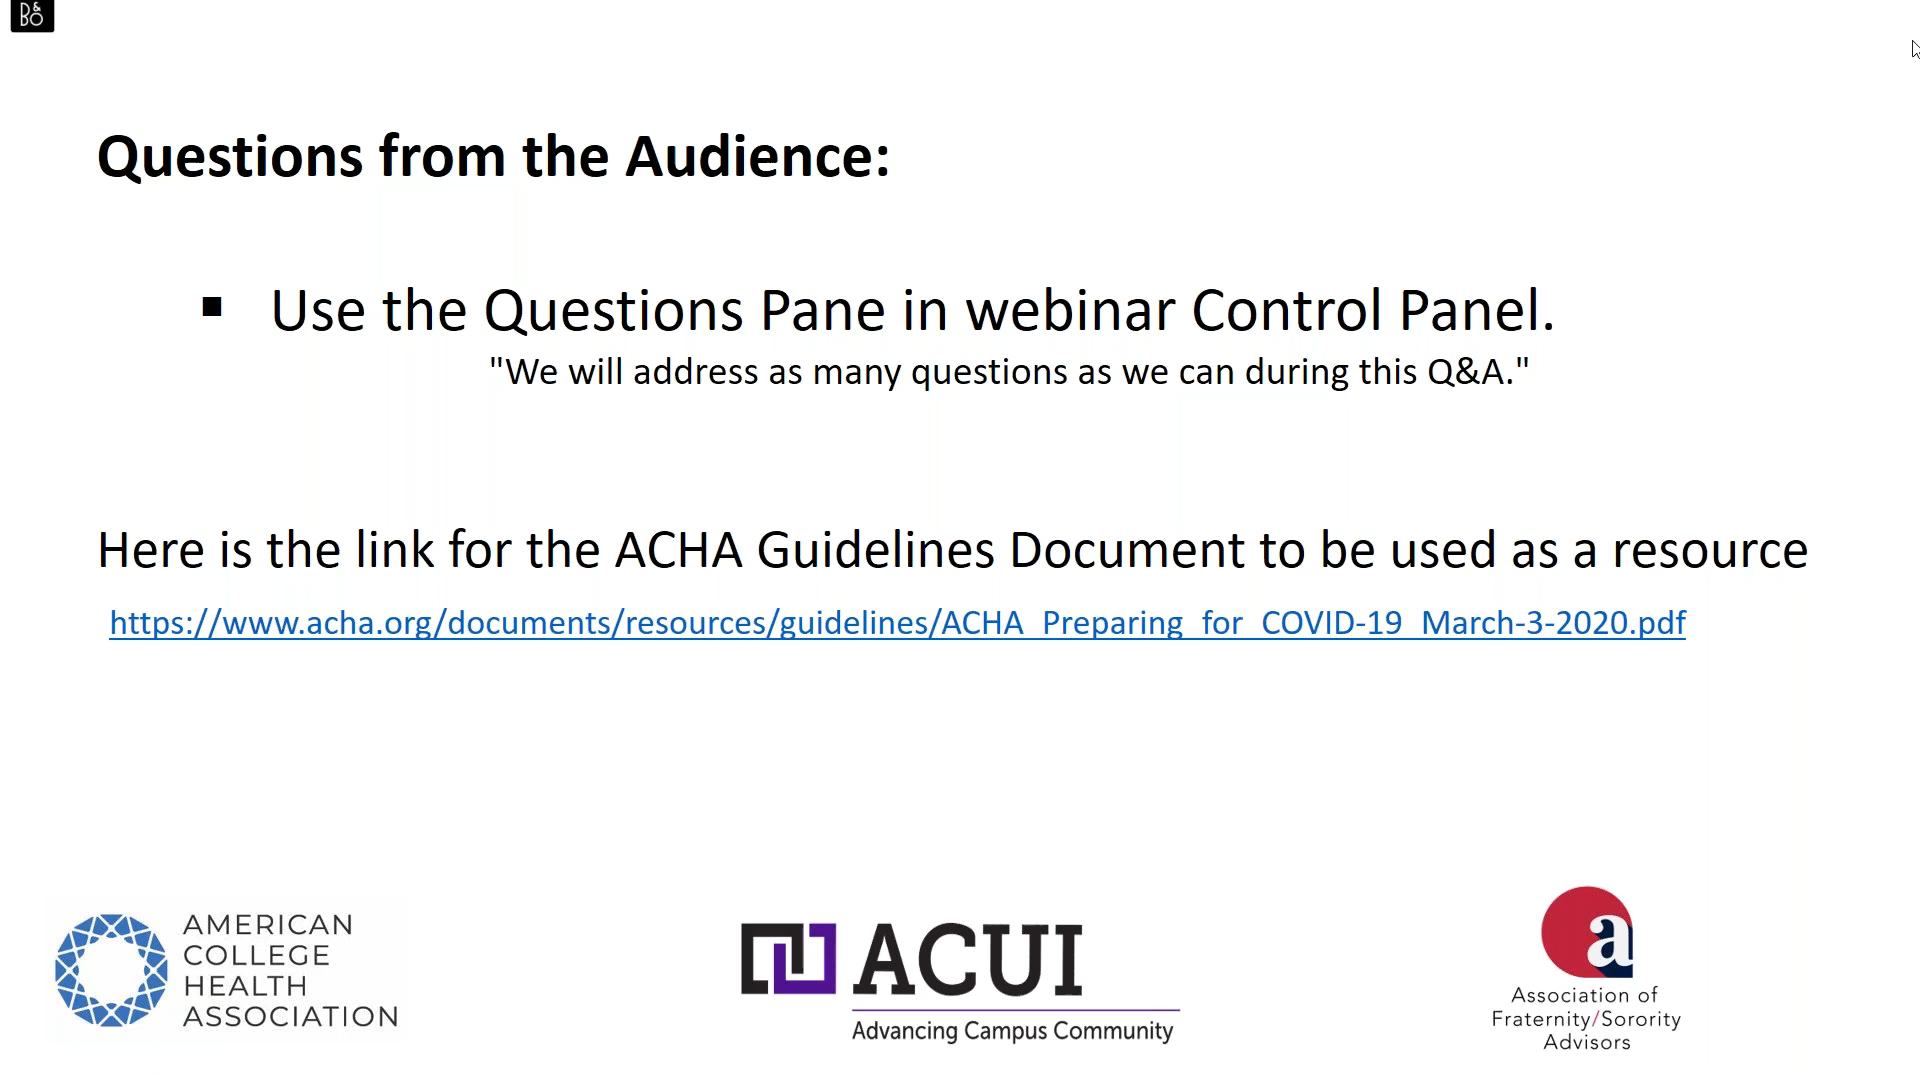 B&O
Questions from the Audience:
▪ Use the Questions Pane in webinar Control Panel.
"We will address as many questions as we can during this Q&A."
Here is the link for the ACHA Guidelines Document to be used as a resource
https://www.acha.org/documents/resources/guidelines/ACHA_Preparing_for_COVID-19_March-3-2020.pdf
AMERICAN
COLLEGE
HEALTH
ASSOCIATION
ACUI
Advancing Campus Community
a
Association of
Fraternity/Sorority
Advisors